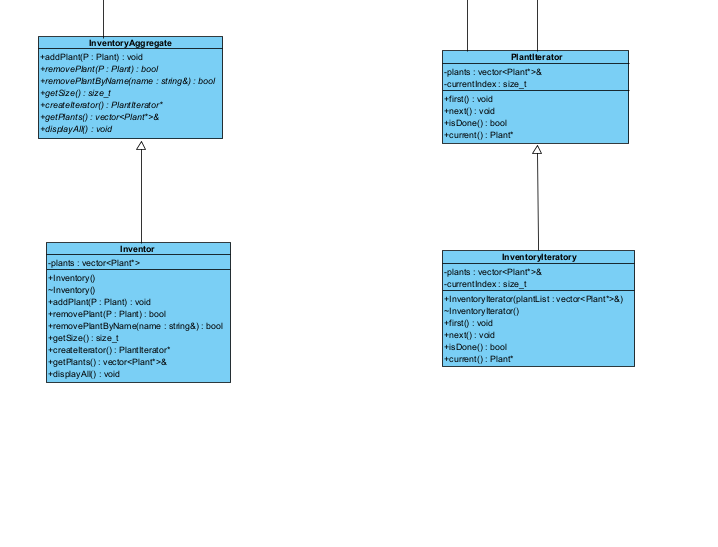 InventoryAggregate
+addPlant(P : Plant) : void
+removePlant(P : Plant) : bool
+removePlantByName(name : string&) : bool
+getSize() : size_t
+createIterator() : PlantIterator*
+getPlants() : vector<Plant*>&
+displayAll() : void
PlantIterator
-plants : vector<Plant*>&
-currentIndex : size_t
+first() : void
+next() : void
+isDone() : bool
+current() : Plant*
Inventor
-plants : vector<Plant*>
+Inventory()
~Inventory()
+addPlant(P : Plant) : void
+removePlant(P : Plant) : bool
+removePlantByName(name : string&) : bool
+getSize() : size_t
+createIterator() : PlantIterator*
+getPlants() : vector<Plant*>&
+displayAll() : void
InventoryIteratory
-plants : vector<Plant*>&
-currentIndex : size_t
+InventoryIterator(plantList : vector<Plant*>&)
~InventoryIterator()
+first() : void
+next() : void
+isDone() : bool
+current() : Plant*